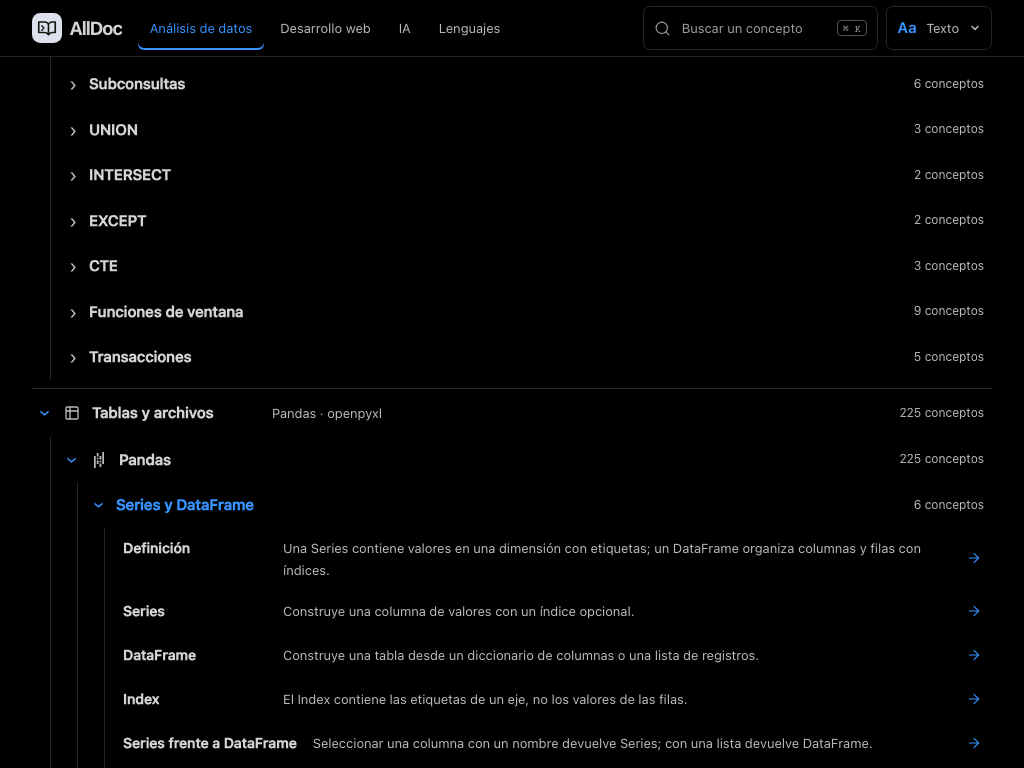 AllDoc
Análisis de datos
Desarrollo web
IA
Lenguajes
Buscar un concepto
⌘ K
Aa Texto
Subconsultas 6 conceptos
UNION 3 conceptos
INTERSECT 2 conceptos
EXCEPT 2 conceptos
CTE 3 conceptos
Funciones de ventana 9 conceptos
Transacciones 5 conceptos
Tablas y archivos Pandas · openpyxl 225 conceptos
Pandas 225 conceptos
Series y DataFrame 6 conceptos
Definición Una Series contiene valores en una dimensión con etiquetas; un DataFrame organiza columnas y filas con
índices.
Series Construye una columna de valores con un índice opcional.
DataFrame Construye una tabla desde un diccionario de columnas o una lista de registros.
Index El Index contiene las etiquetas de un eje, no los valores de las filas.
Series frente a DataFrame Seleccionar una columna con un nombre devuelve Series; con una lista devuelve DataFrame.